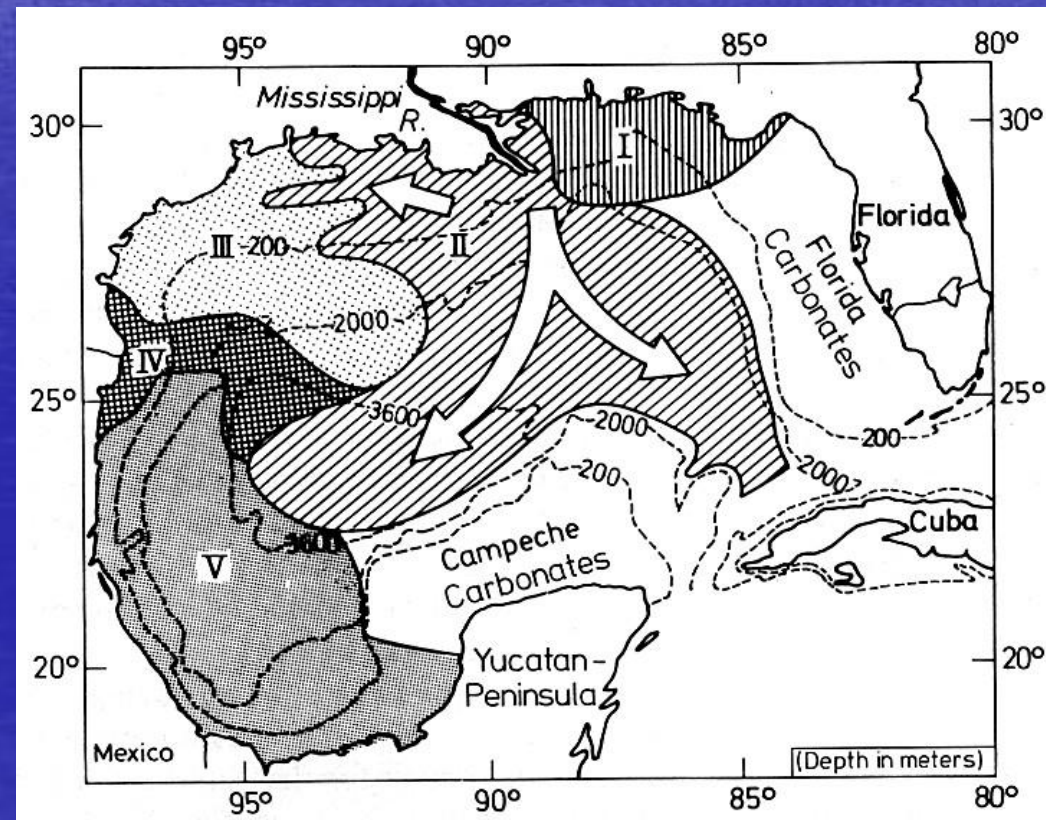 95° 90° 85° 80°
Mississippi
R.
30° 30°
I
Florida
Florida
Carbonates
III 200 II
2000
IV
25° 25°
3600
2000
200
200
2000?
Cuba
3600
V
Campeche
Carbonates
20° 20°
Yucatan-
Peninsula
Mexico
(Depth in meters)
95° 90° 85° 80°